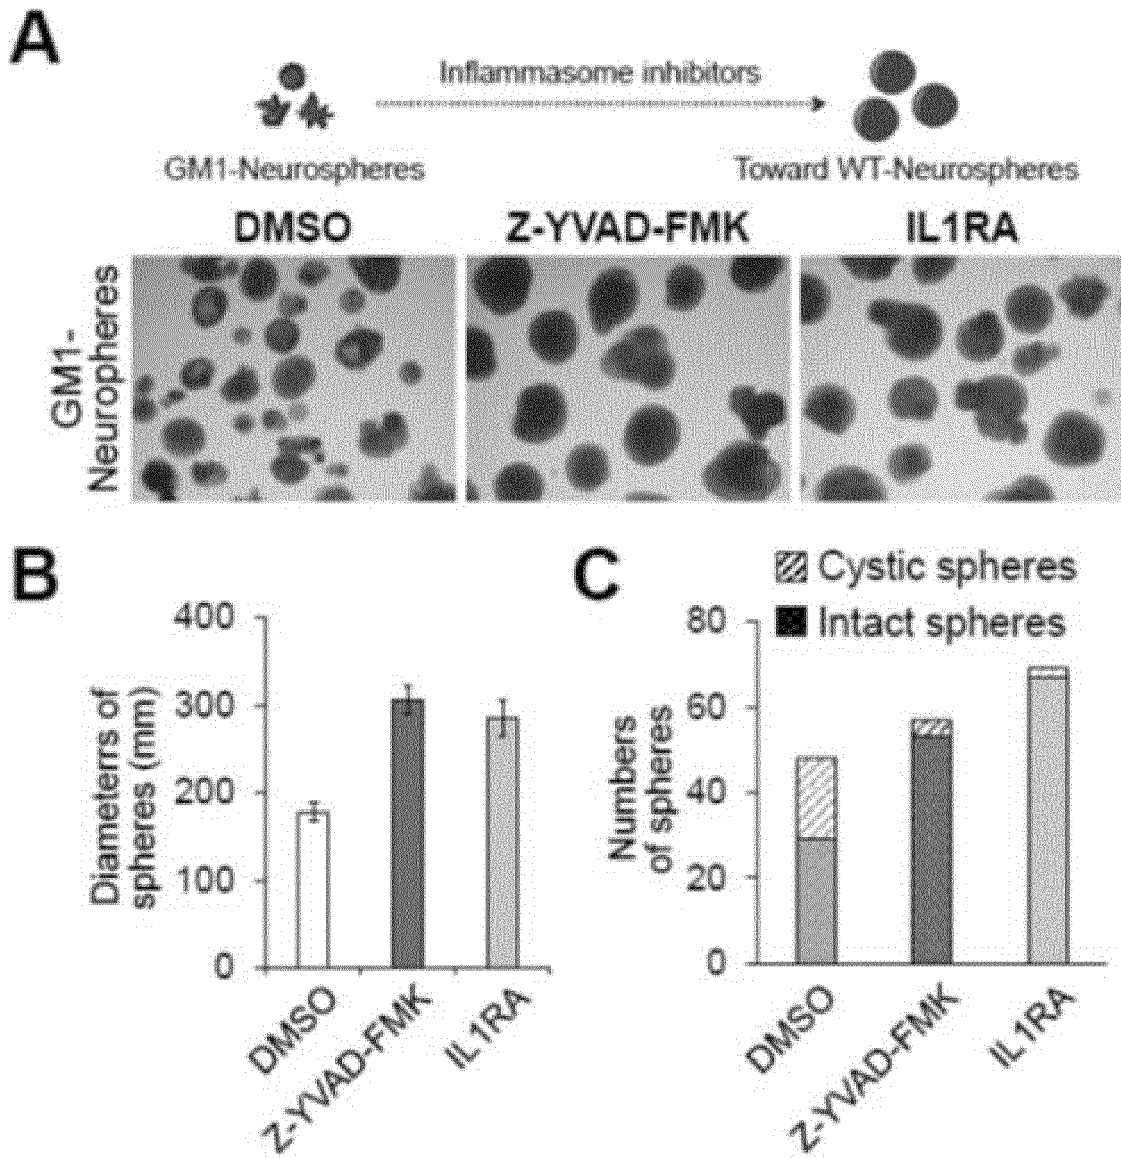 A
Inflammasome inhibitors
GM1-Neurospheres
Toward WT-Neurospheres
DMSO
Z-YVAD-FMK
IL1RA
GM1-
Neuropheres
B
400
300
200
100
0
Diameterrs of
spheres (mm)
DMSO
Z-YVAD-FMK
IL1RA
C
Cystic spheres
Intact spheres
80
60
40
20
0
Numbers
of spheres
DMSO
Z-YVAD-FMK
IL1RA